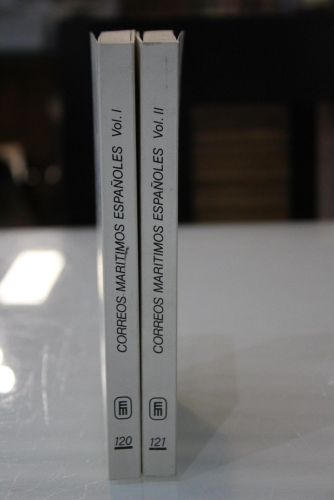 CORREOS MARITIMOS ESPAÑOLES Vol. I
120
CORREOS MARITIMOS ESPAÑOLES Vol. II
121